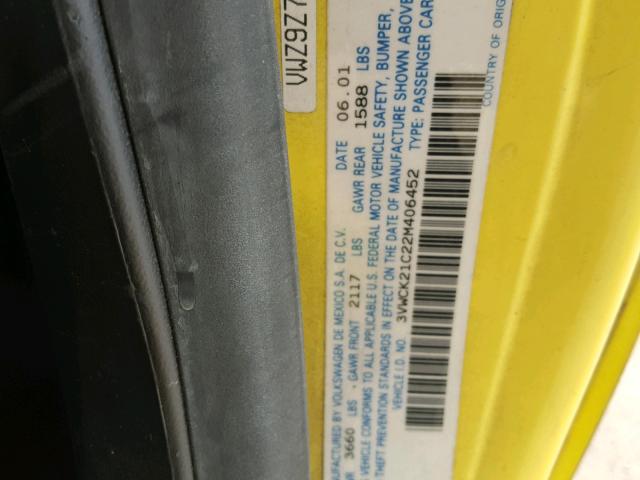 VWZ9Z7
MANUFACTURED BY VOLKSWAGEN DE MEXICO S.A. DE C.V. DATE 06.01
3660 LBS - GAWR FRONT 2117 LBS GAWR REAR 1588 LBS
VEHICLE CONFORMS TO ALL APPLICABLE U.S. FEDERAL MOTOR VEHICLE SAFETY, BUMPER,
THEFT PREVENTION STANDARDS IN EFFECT ON THE DATE OF MANUFACTURE SHOWN ABOVE
VEHICLE I.D. NO. 3VWCK21C22M406452 TYPE: PASSENGER CAR
COUNTRY OF ORIG